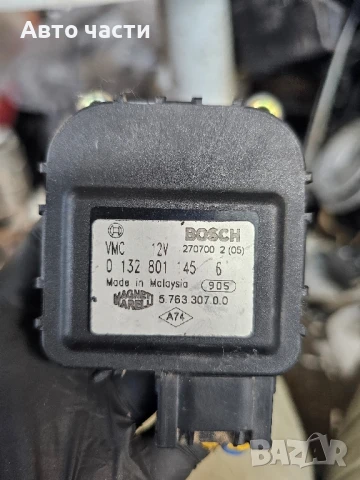 Авто части
BOSCH
VMC 12V 270700 2 (05)
0 132 801 145 6
Made in Malaysia 905
MAGNETI MARELLI 5 763 307 0.0
A74
BAZAR